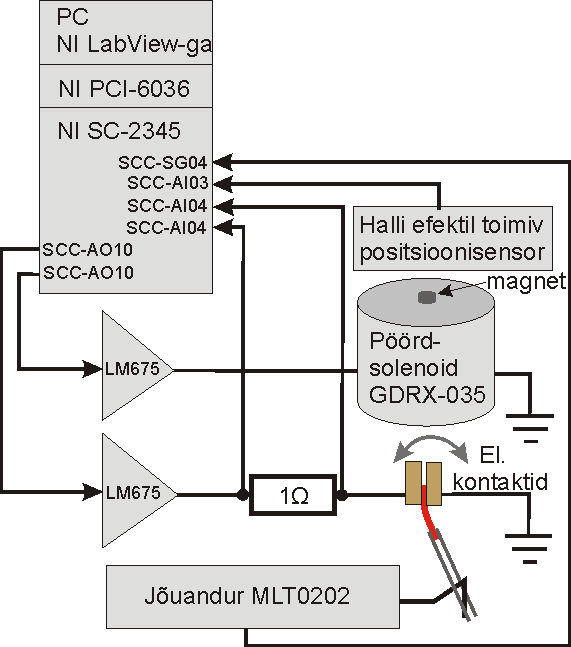 PC
NI LabView-ga
NI PCI-6036
NI SC-2345
SCC-SG04
SCC-AI03
SCC-AI04
SCC-AI04
SCC-AO10
SCC-AO10
Halli efektil toimiv
positsioonisensor
magnet
Pöörd-
solenoid
GDRX-035
LM675
LM675
1Ω
El.
kontaktid
Jõuandur MLT0202